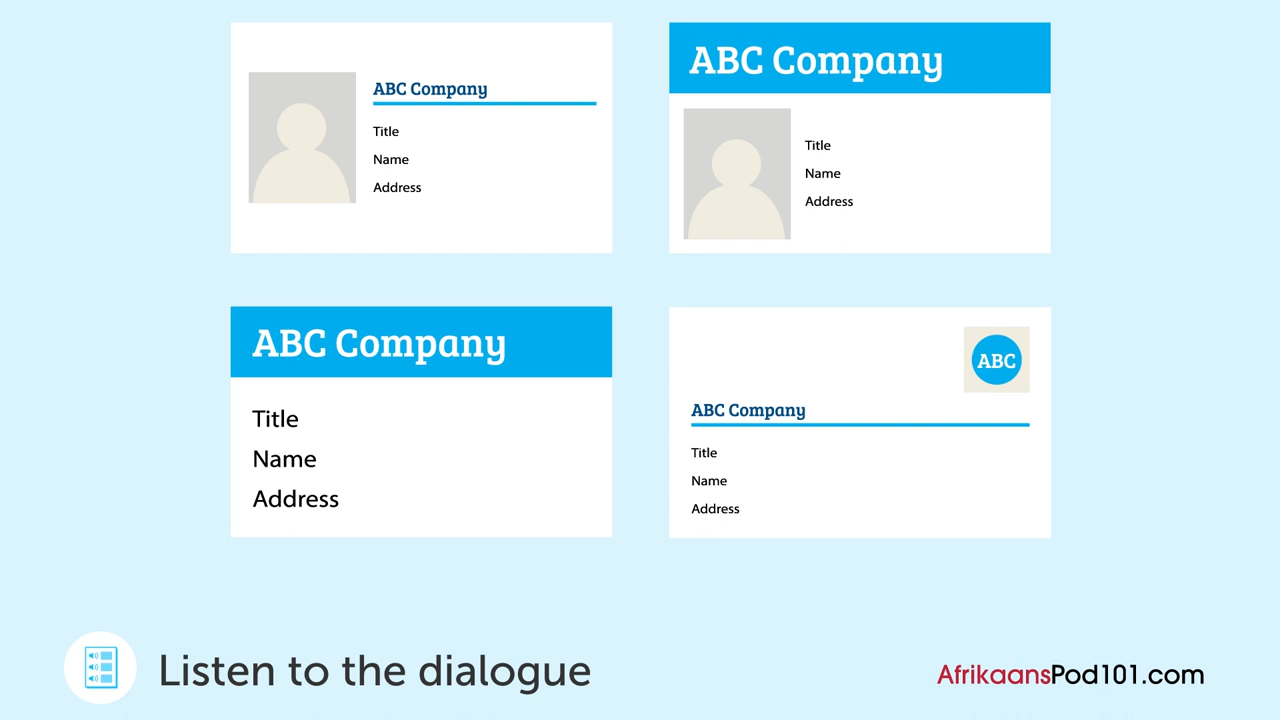 ABC Company
Title
Name
Address
ABC Company
Title
Name
Address
ABC Company
Title
Name
Address
ABC
ABC Company
Title
Name
Address
Listen to the dialogue
AfrikaansPod101.com